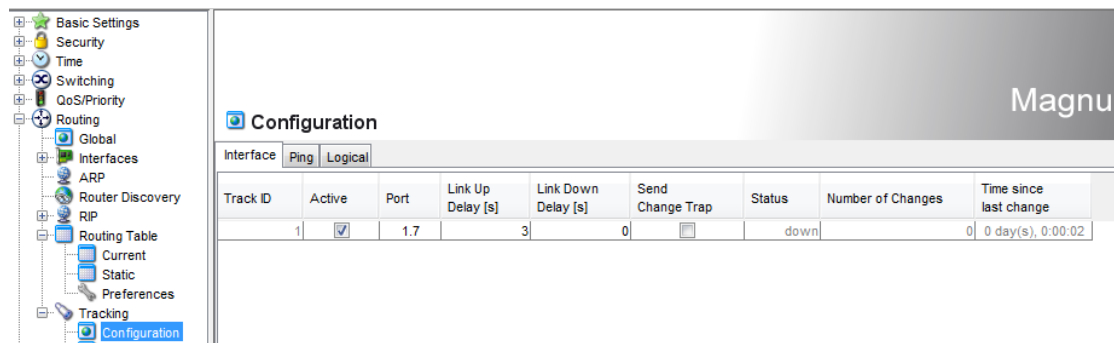 Basic Settings
Security
Time
Switching
QoS/Priority
Routing
Global
Interfaces
ARP
Router Discovery
RIP
Routing Table
Current
Static
Preferences
Tracking
Configuration
Magnu
Configuration
Interface Ping Logical
Track ID Active Port Link Up Delay [s] Link Down Delay [s] Send Change Trap Status Number of Changes Time since last change
1 1.7 3 0 down 0 0 day(s), 0:00:02